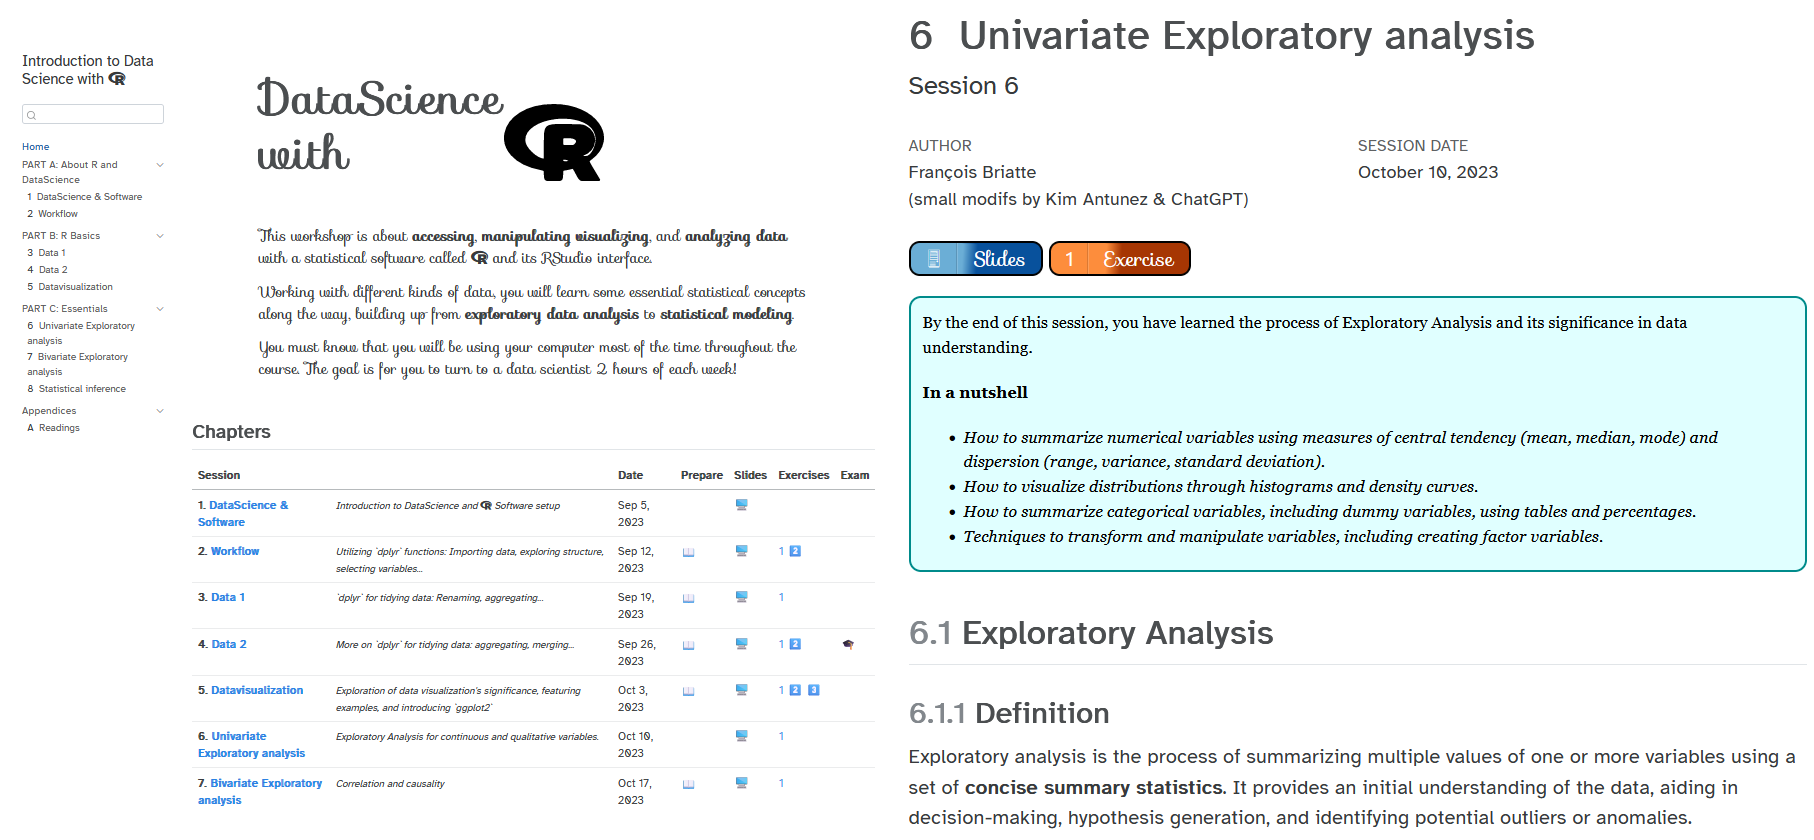 Introduction to Data
Science with R
Home
PART A: About R and
DataScience
1 DataScience & Software
2 Workflow
PART B: R Basics
3 Data 1
4 Data 2
5 Datavisualization
PART C: Essentials
6 Univariate Exploratory
analysis
7 Bivariate Exploratory
analysis
8 Statistical inference
Appendices
A Readings
DataScience
with R
This workshop is about accessing, manipulating visualizing, and analyzing data
with a statistical software called R and its RStudio interface.
Working with different kinds of data, you will learn some essential statistical concepts
along the way, building up from exploratory data analysis to statistical modeling.
You must know that you will be using your computer most of the time throughout the
course. The goal is for you to turn to a data scientist 2 hours of each week!
Chapters
Session Date Prepare Slides Exercises Exam
1. DataScience & Introduction to DataScience and R Software setup Sep 5,
Software 2023
2. Workflow Utilizing `dplyr` functions: Importing data, exploring structure, Sep 12, 1 2
selecting variables... 2023
3. Data 1 `dplyr` for tidying data: Renaming, aggregating... Sep 19, 1
2023
4. Data 2 More on `dplyr` for tidying data: aggregating, merging... Sep 26, 1 2
2023
5. Datavisualization Exploration of data visualization's significance, featuring Oct 3, 1 2 3
examples, and introducing `ggplot2` 2023
6. Univariate Exploratory Analysis for continuous and qualitative variables. Oct 10, 1
Exploratory analysis 2023
7. Bivariate Exploratory Correlation and causality Oct 17, 1
analysis 2023
6 Univariate Exploratory analysis
Session 6
AUTHOR SESSION DATE
François Briatte October 10, 2023
(small modifs by Kim Antunez & ChatGPT)
Slides 1 Exercise
By the end of this session, you have learned the process of Exploratory Analysis and its significance in data
understanding.
In a nutshell
• How to summarize numerical variables using measures of central tendency (mean, median, mode) and
dispersion (range, variance, standard deviation).
• How to visualize distributions through histograms and density curves.
• How to summarize categorical variables, including dummy variables, using tables and percentages.
• Techniques to transform and manipulate variables, including creating factor variables.
6.1 Exploratory Analysis
6.1.1 Definition
Exploratory analysis is the process of summarizing multiple values of one or more variables using a
set of concise summary statistics. It provides an initial understanding of the data, aiding in
decision-making, hypothesis generation, and identifying potential outliers or anomalies.